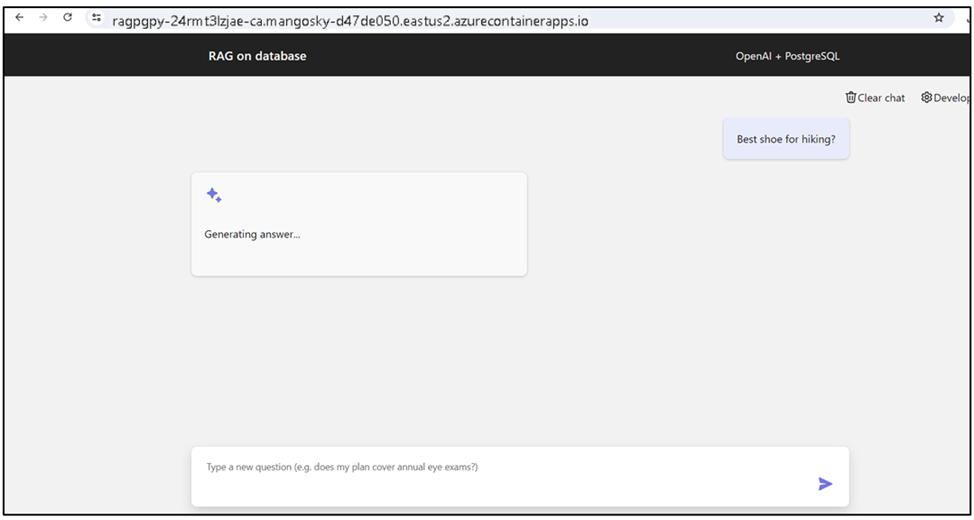 ragpgpy-24rmt3lzjae-ca.mangosky-d47de050.eastus2.azurecontainerapps.io
RAG on database OpenAI + PostgreSQL
Clear chat Develop
Best shoe for hiking?
Generating answer...
Type a new question (e.g. does my plan cover annual eye exams?)